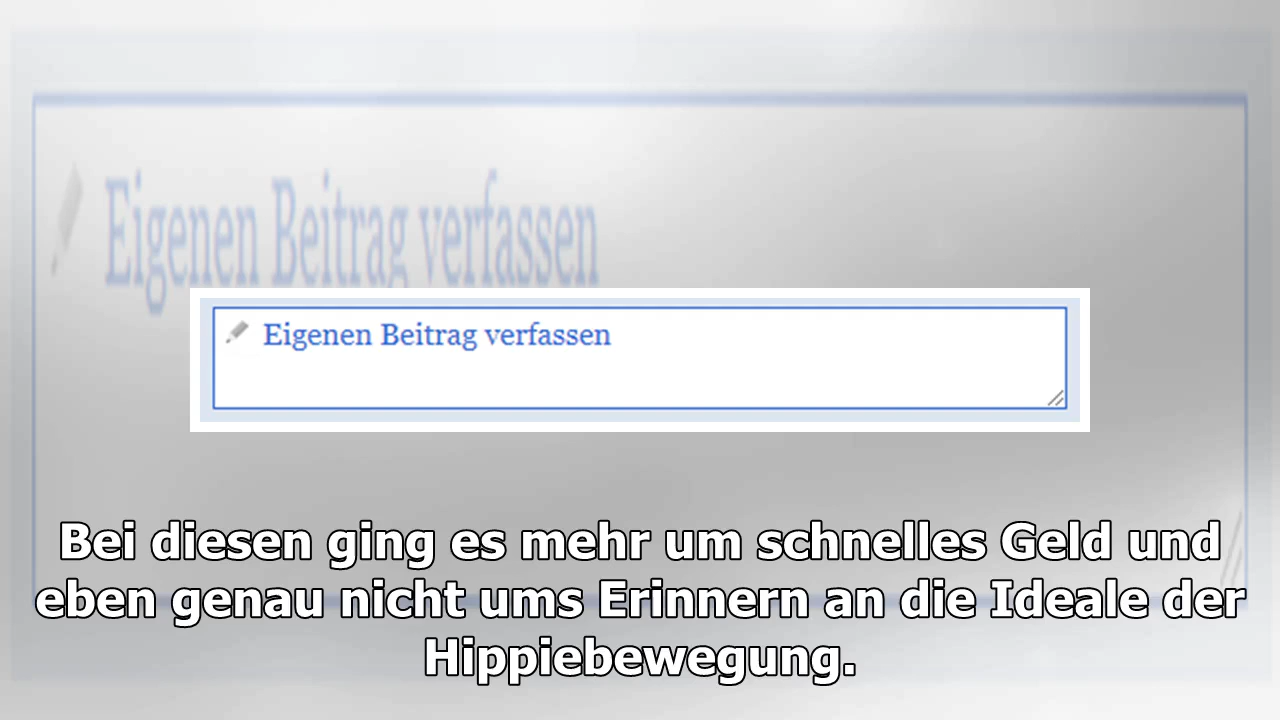 Eigenen Beitrag verfassen
Eigenen Beitrag verfassen
Bei diesen ging es mehr um schnelles Geld und
eben genau nicht ums Erinnern an die Ideale der
Hippiebewegung.